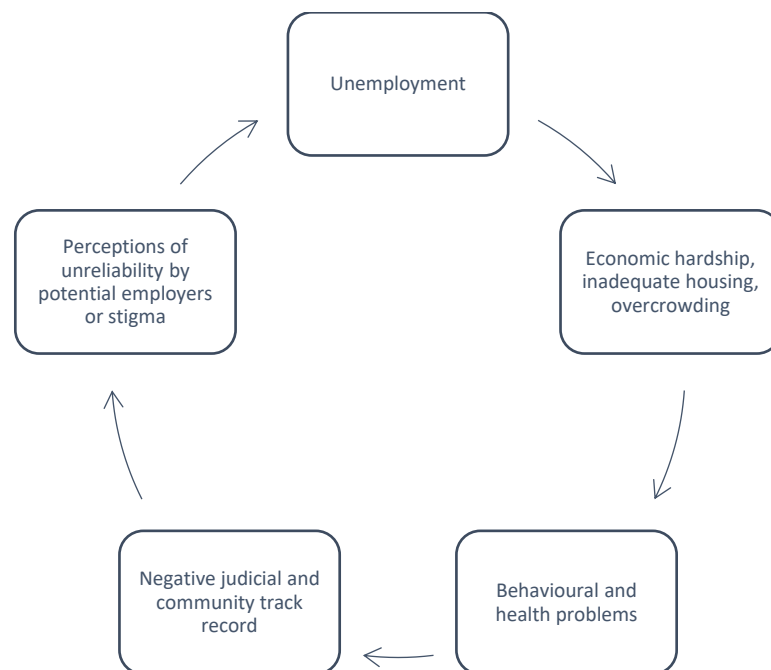 Unemployment
Economic hardship,
inadequate housing,
overcrowding
Behavioural and
health problems
Negative judicial and
community track
record
Perceptions of
unreliability by
potential employers
or stigma